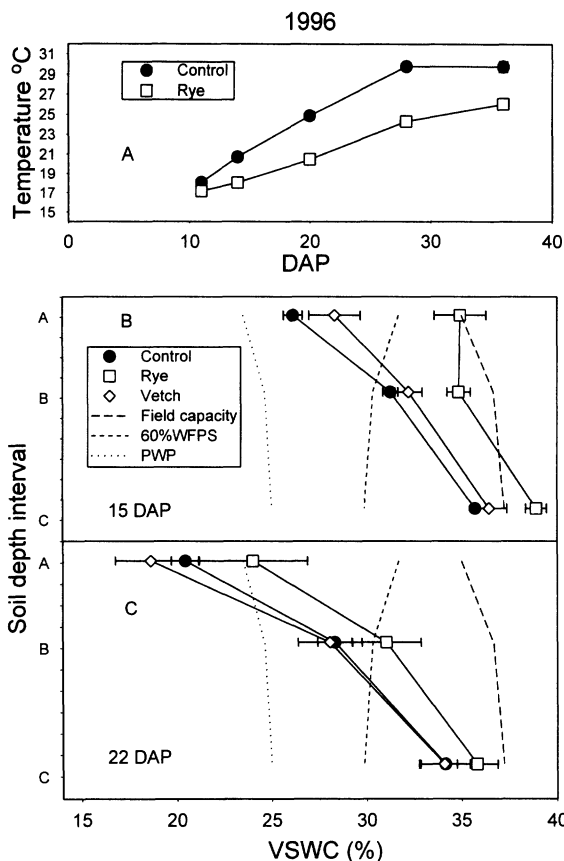 1996
Temperature °C
31
29
27
25
23
21
19
17
15
Control
Rye
A
0
10
20
30
40
DAP
Soil depth interval
A
B
C
B
Control
Rye
Vetch
Field capacity
60%WFPS
PWP
15 DAP
A
B
C
C
22 DAP
15
20
25
30
35
40
VSWC (%)